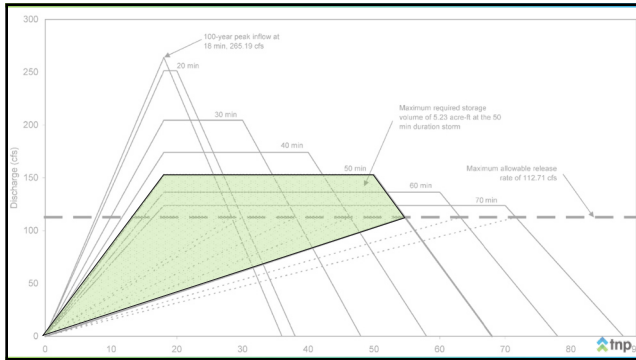 300
250
200
150
100
50
0
Discharge (cfs)
100-year peak inflow at
18 min. 265.19 cfs
20 min
30 min
40 min
50 min
60 min
70 min
Maximum required storage
volume of 5.23 acre-ft at the 50
min duration storm
Maximum allowable release
rate of 112.71 cfs
0
10
20
30
40
50
60
70
80
tnp